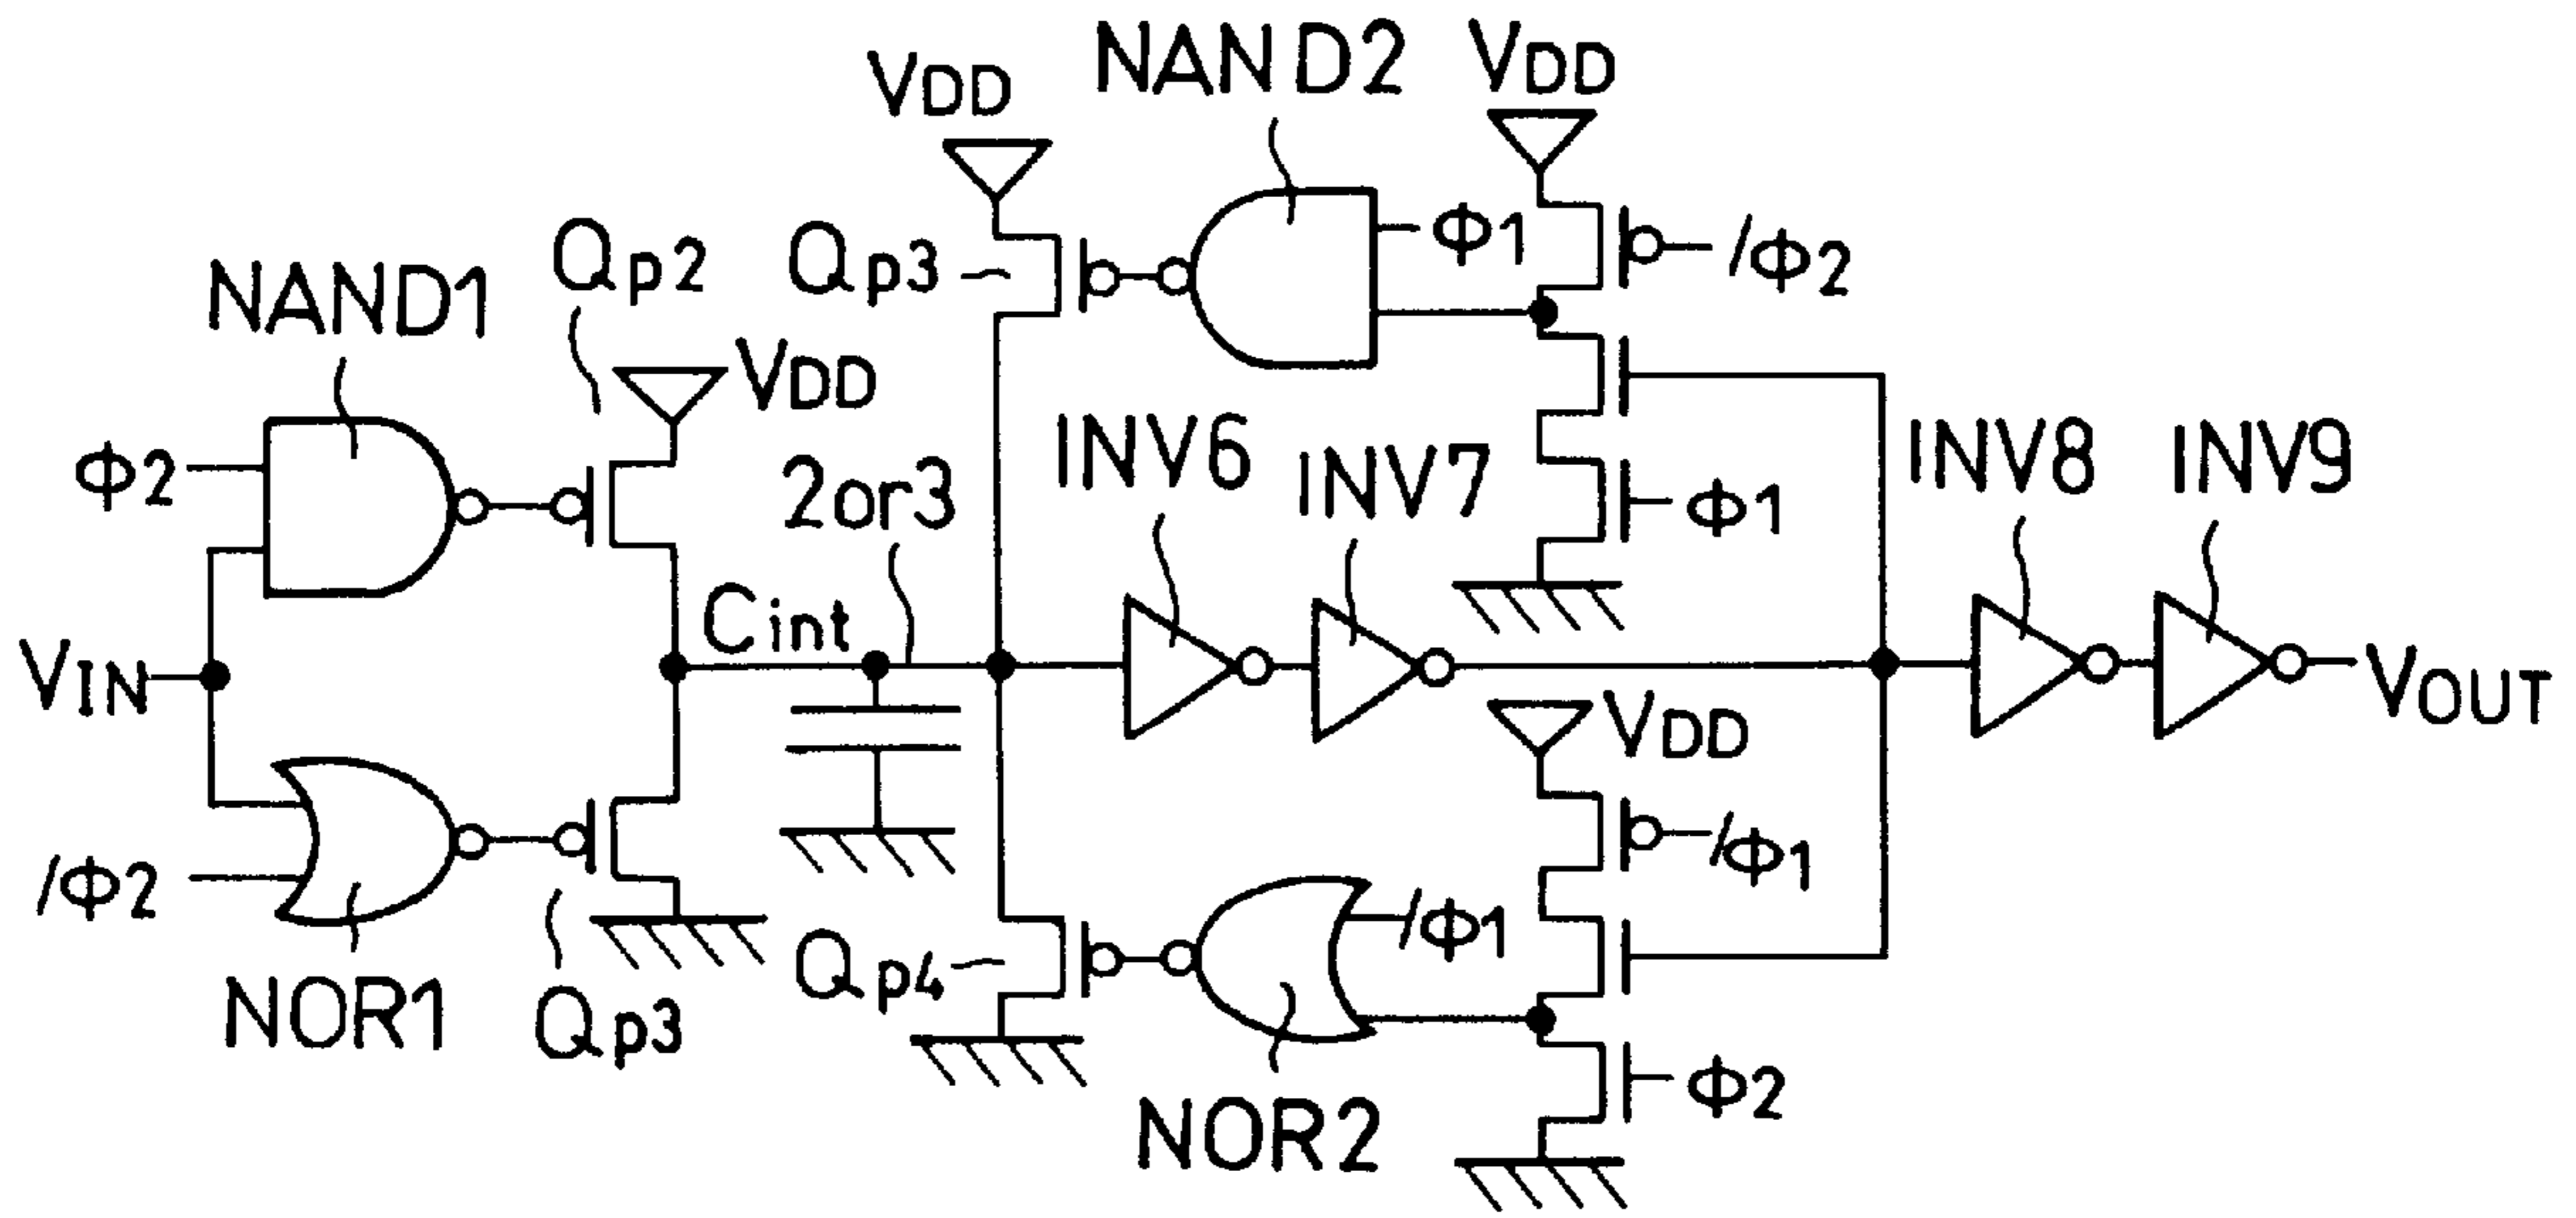 NAND2
VDD
VDD
Φ1
/Φ2
Qp2
Qp3
NAND1
VDD
Φ2
2or3
INV6
INV7
Φ1
INV8
INV9
Cint
VIN
VOUT
VDD
/Φ1
/Φ2
/Φ1
Qp4
NOR1
Qp3
Φ2
NOR2